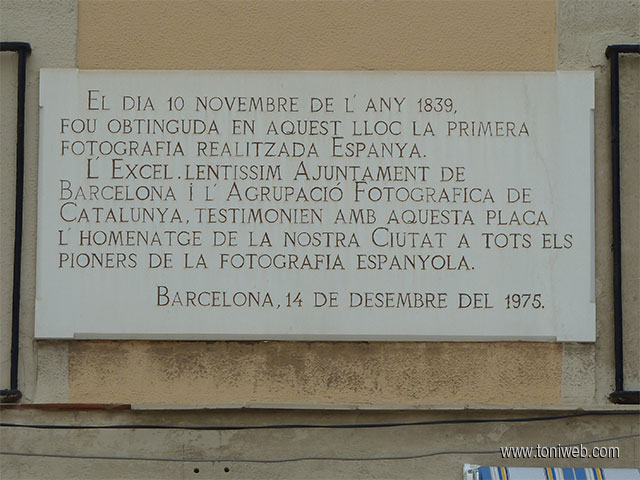 El dia 10 novembre de l'any 1839,
fou obtinguda en aquest lloc la primera
fotografia realitzada Espanya.
L'Excel.lentissim Ajuntament de
Barcelona i l'Agrupació Fotografica de
Catalunya, testimonien amb aquesta placa
l'homenatge de la nostra Ciutat a tots els
pioners de la fotografia espanyola.
Barcelona, 14 de desembre del 1975.
www.toniweb.com